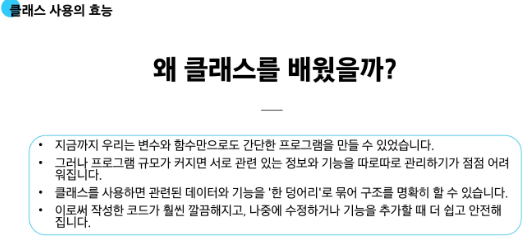 클래스 사용의 효능
왜 클래스를 배웠을까?
• 지금까지 우리는 변수와 함수만으로도 간단한 프로그램을 만들 수 있었습니다.
• 그러나 프로그램 규모가 커지면 서로 관련 있는 정보와 기능을 따로따로 관리하기가 점점 어려
워집니다.
• 클래스를 사용하면 관련된 데이터와 기능을 '한 덩어리'로 묶어 구조를 명확히 할 수 있습니다.
• 이로써 작성한 코드가 훨씬 깔끔해지고, 나중에 수정하거나 기능을 추가할 때 더 쉽고 안전해
집니다.